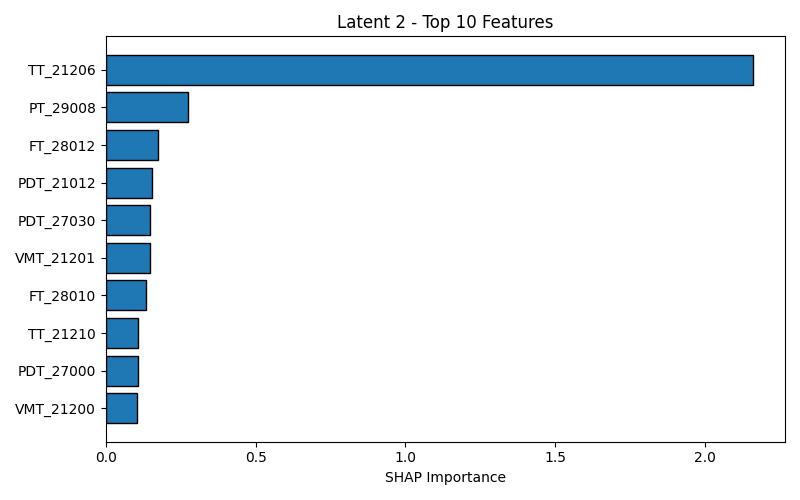 Latent 2 - Top 10 Features
TT_21206
PT_29008
FT_28012
PDT_21012
PDT_27030
VMT_21201
FT_28010
TT_21210
PDT_27000
VMT_21200
0.0 0.5 1.0 1.5 2.0
SHAP Importance